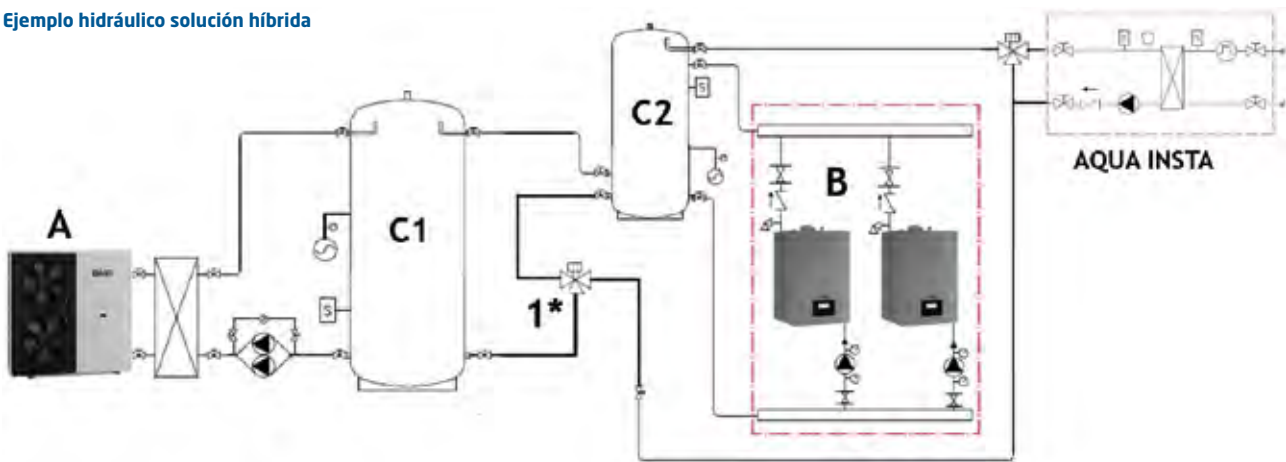 Ejemplo hidráulico solución híbrida
A
C1
S
1*
C2
S
B
S
S
AQUA INSTA